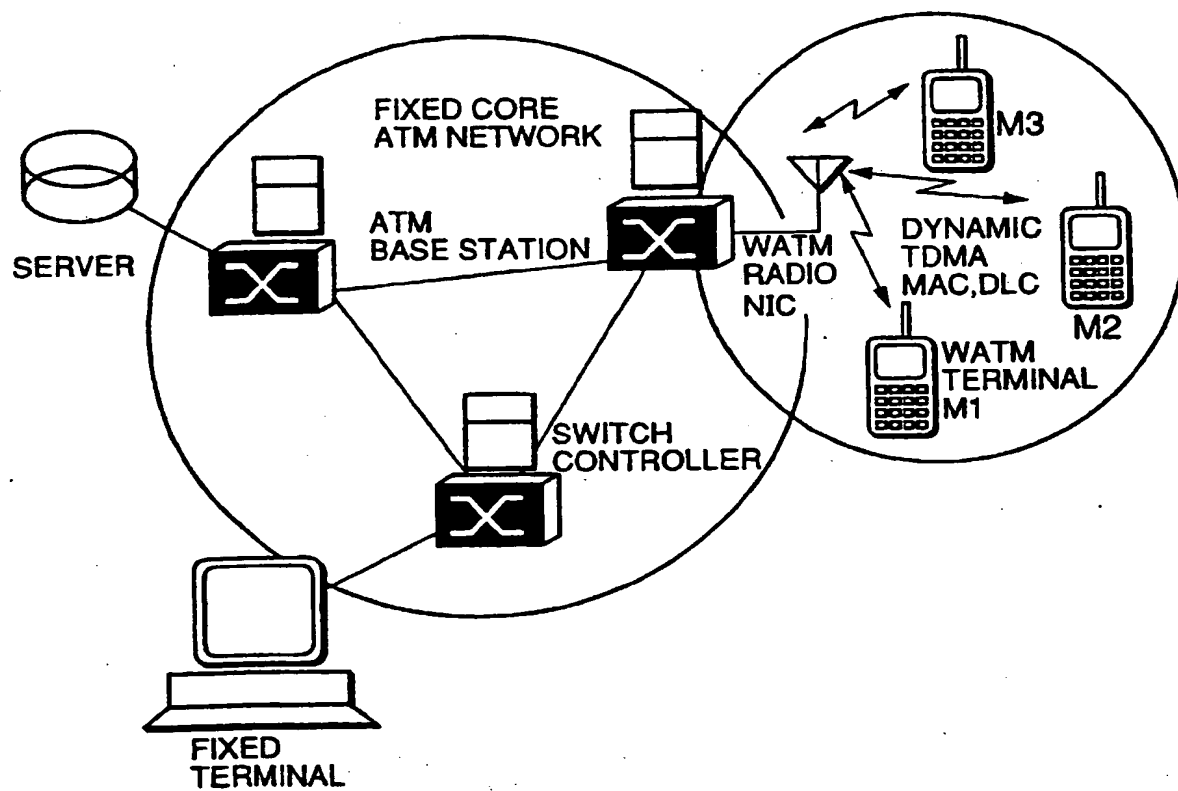 FIXED CORE
ATM NETWORK
M3
ATM
BASE STATION
SERVER
WATM
RADIO
NIC
DYNAMIC
TDMA
MAC,DLC
M2
WATM
TERMINAL
M1
SWITCH
CONTROLLER
FIXED
TERMINAL